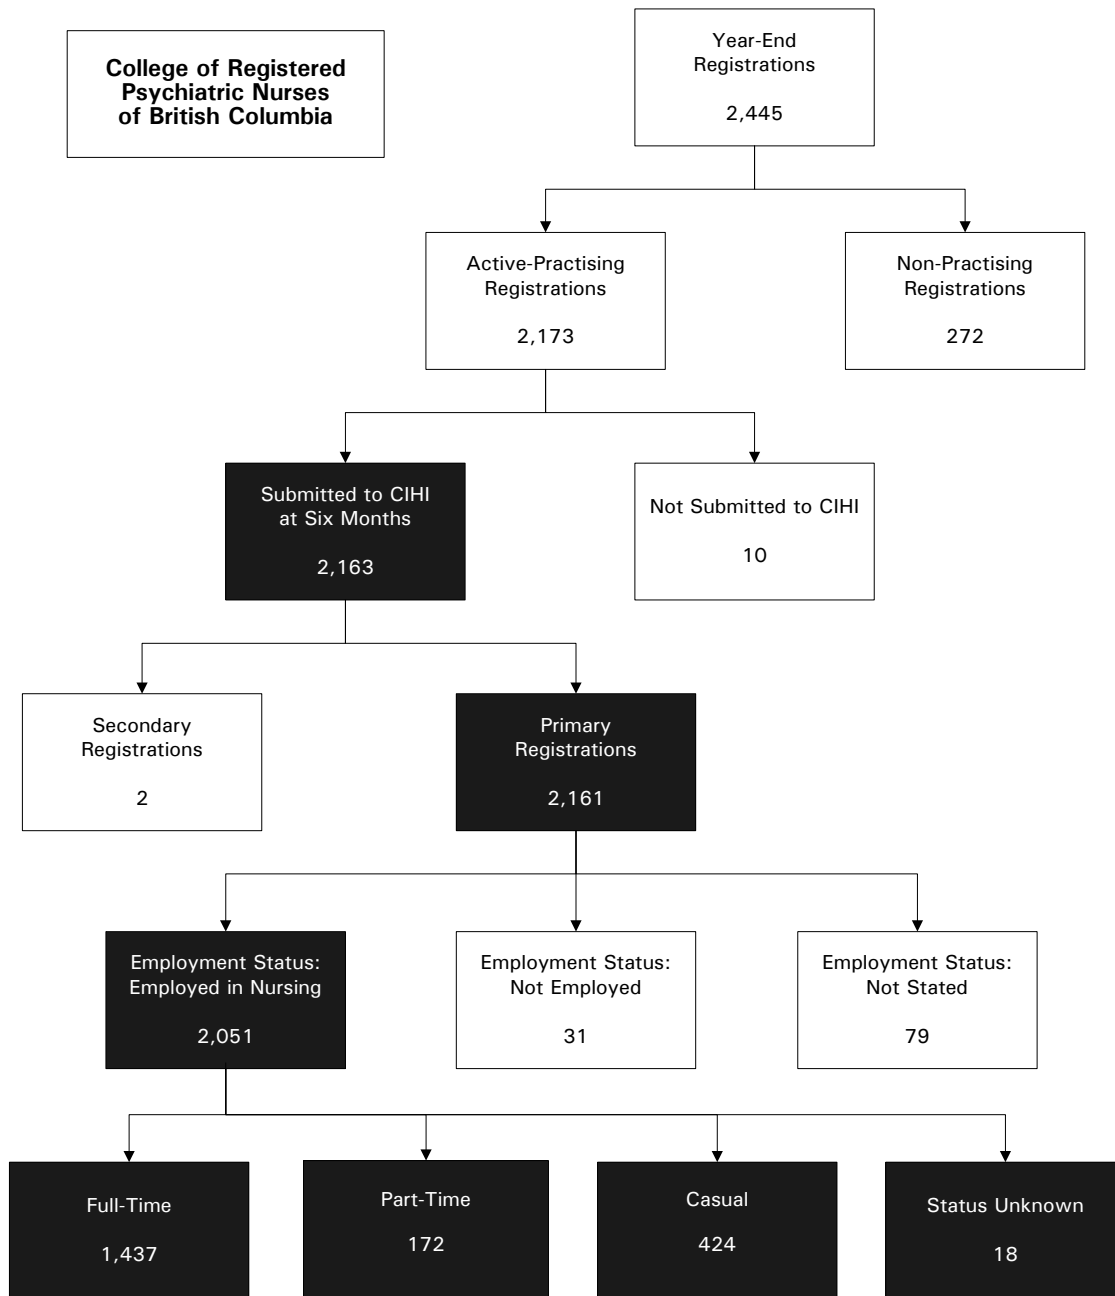 College of Registered
Psychiatric Nurses
of British Columbia
Year-End
Registrations
2,445
Active-Practising
Registrations
2,173
Non-Practising
Registrations
272
Submitted to CIHI
at Six Months
2,163
Not Submitted to CIHI
10
Secondary
Registrations
2
Primary
Registrations
2,161
Employment Status:
Employed in Nursing
2,051
Employment Status:
Not Employed
31
Employment Status:
Not Stated
79
Full-Time
1,437
Part-Time
172
Casual
424
Status Unknown
18